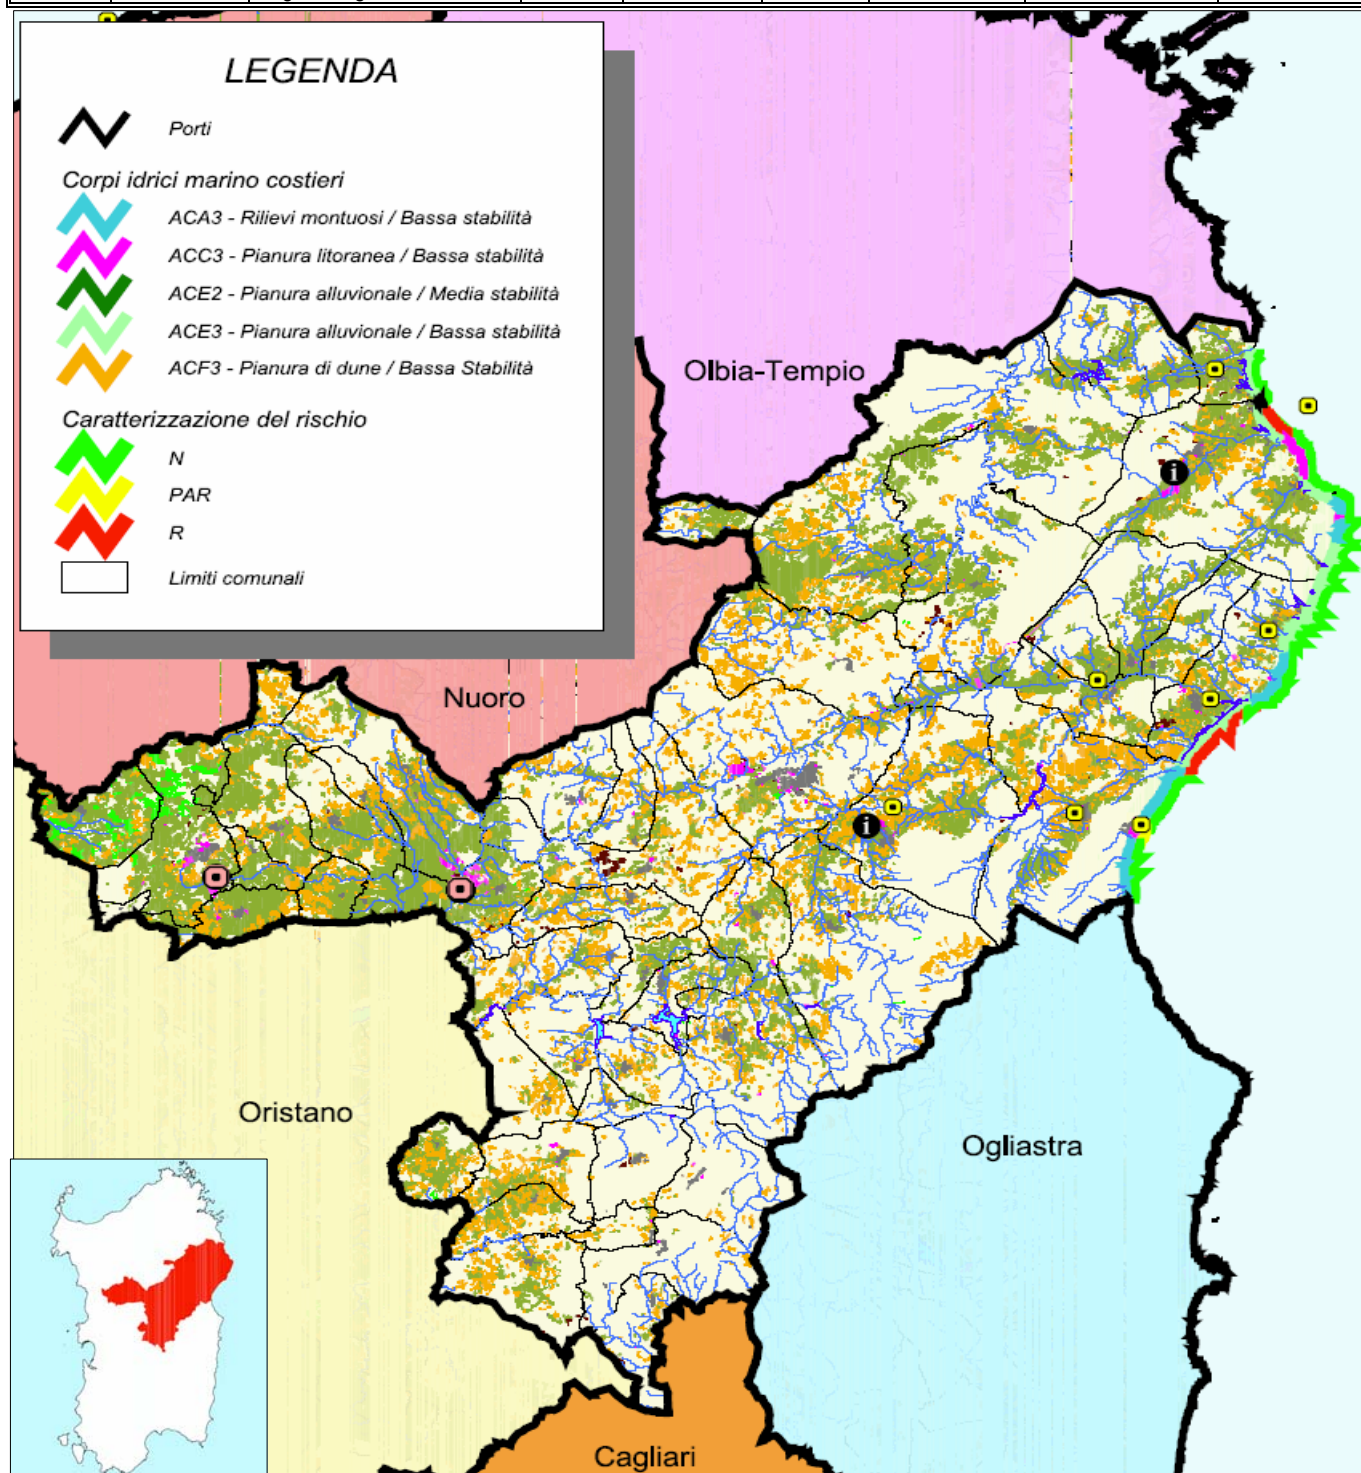 LEGENDA
Porti
Corpi idrici marino costieri
ACA3 - Rilievi montuosi / Bassa stabilità
ACC3 - Pianura litoranea / Bassa stabilità
ACE2 - Pianura alluvionale / Media stabilità
ACE3 - Pianura alluvionale / Bassa stabilità
ACF3 - Pianura di dune / Bassa Stabilità
Caratterizzazione del rischio
N
PAR
R
Limiti comunali
Olbia-Tempio
i
Nuoro
i
Oristano
Ogliastra
Cagliari